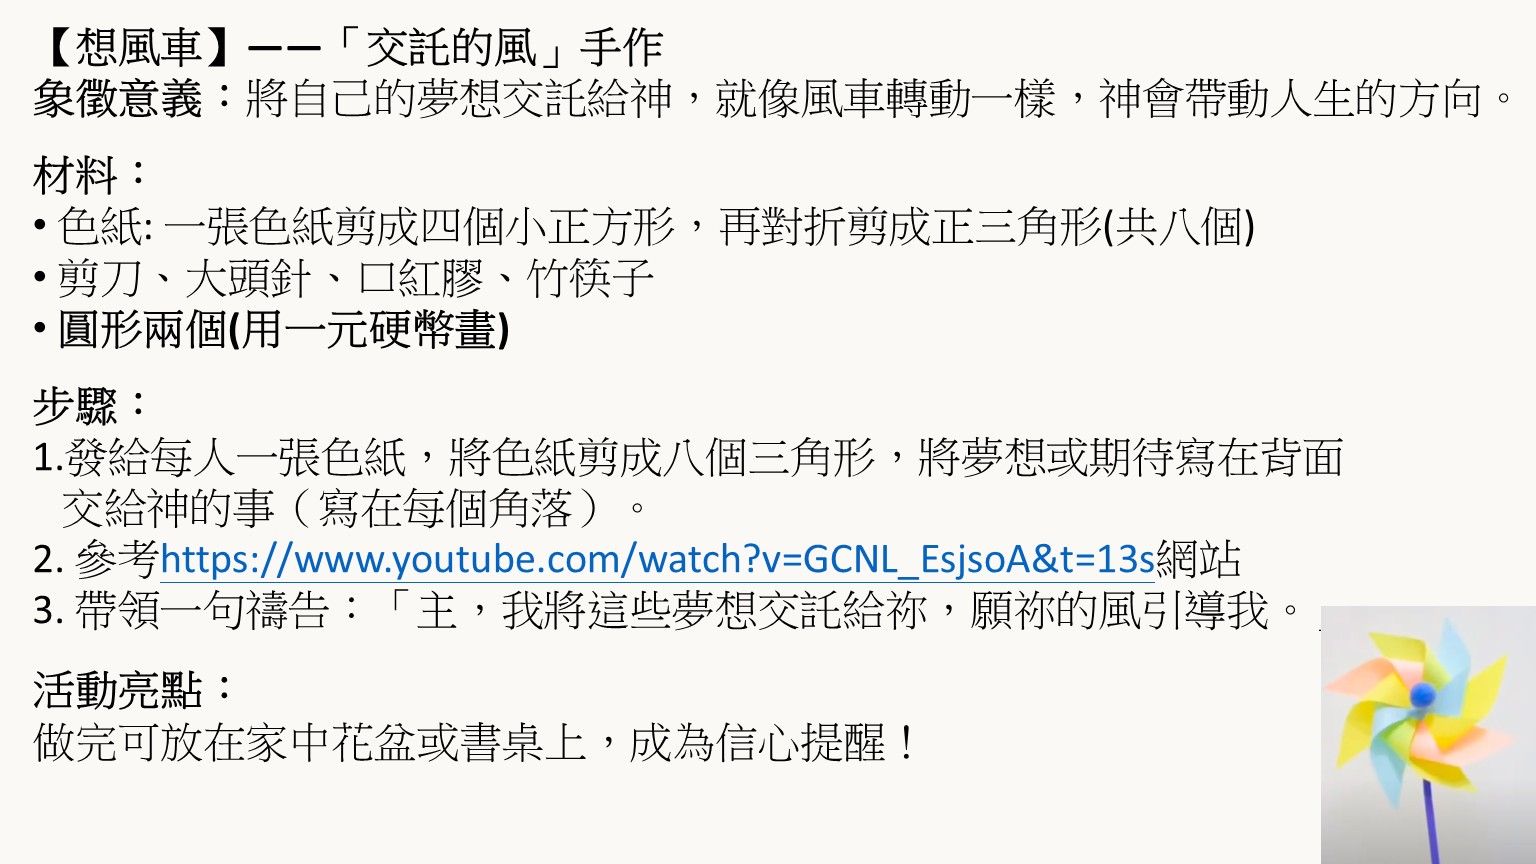 【想風車】——「交託的風」手作
象徵意義：將自己的夢想交託給神，就像風車轉動一樣，神會帶動人生的方向。
材料：
• 色紙: 一張色紙剪成四個小正方形，再對折剪成正三角形(共八個)
• 剪刀、大頭針、口紅膠、竹筷子
• 圓形兩個(用一元硬幣畫)
步驟：
1.發給每人一張色紙，將色紙剪成八個三角形，將夢想或期待寫在背面
交給神的事（寫在每個角落）。
2. 參考https://www.youtube.com/watch?v=GCNL_EsjsoA&t=13s網站
3. 帶領一句禱告：「主，我將這些夢想交託給祢，願祢的風引導我。」
活動亮點：
做完可放在家中花盆或書桌上，成為信心提醒！